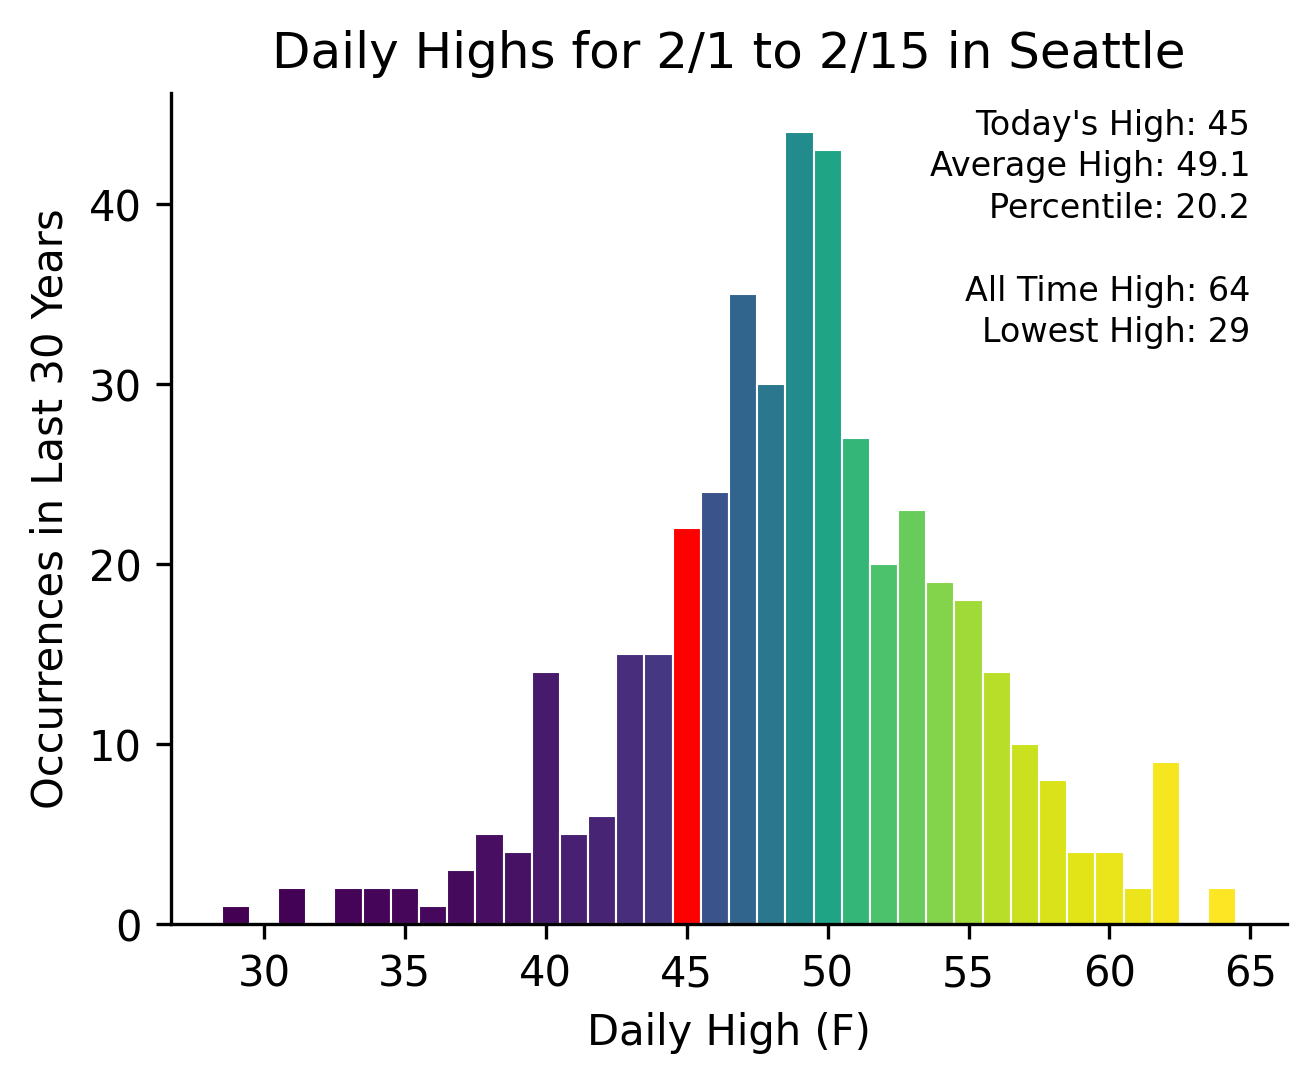 Daily Highs for 2/1 to 2/15 in Seattle
Today's High: 45
Average High: 49.1
Percentile: 20.2
All Time High: 64
Lowest High: 29
Occurrences in Last 30 Years
40
30
20
10
0
30 35 40 45 50 55 60 65
Daily High (F)